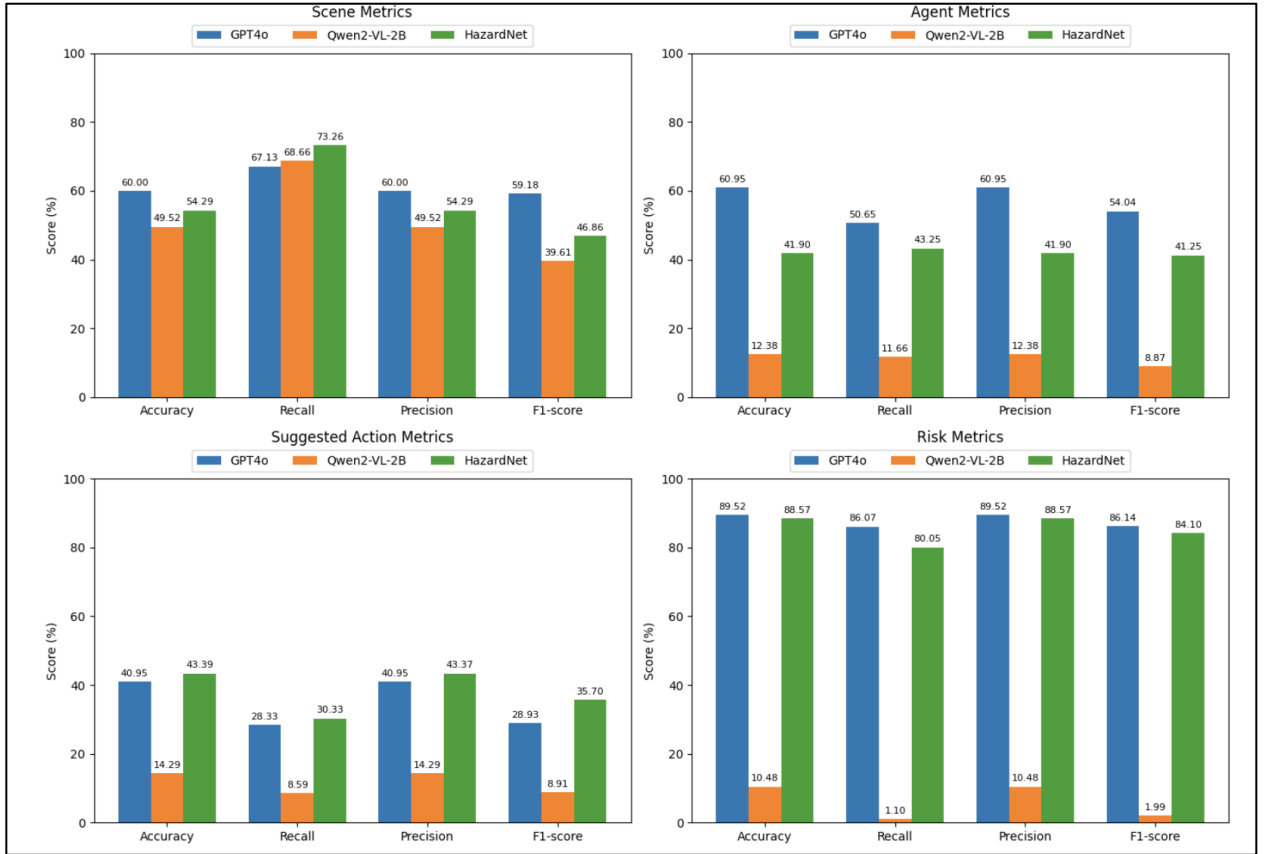 Scene Metrics
GPT4o Qwen2-VL-2B HazardNet
100
80
60
40
20
0
Score (%)
60.00 49.52 54.29
67.13 68.66 73.26
60.00 49.52 54.29
59.18 39.61 46.86
Accuracy Recall Precision F1-score
Agent Metrics
GPT4o Qwen2-VL-2B HazardNet
100
80
60
40
20
0
Score (%)
60.95 12.38 41.90
50.65 11.66 43.25
60.95 12.38 41.90
54.04 8.87 41.25
Accuracy Recall Precision F1-score
Suggested Action Metrics
GPT4o Qwen2-VL-2B HazardNet
100
80
60
40
20
0
Score (%)
40.95 14.29 43.39
28.33 8.59 30.33
40.95 14.29 43.37
28.93 8.91 35.70
Accuracy Recall Precision F1-score
Risk Metrics
GPT4o Qwen2-VL-2B HazardNet
100
80
60
40
20
0
Score (%)
89.52 10.48 88.57
86.07 1.10 80.05
89.52 10.48 88.57
86.14 1.99 84.10
Accuracy Recall Precision F1-score